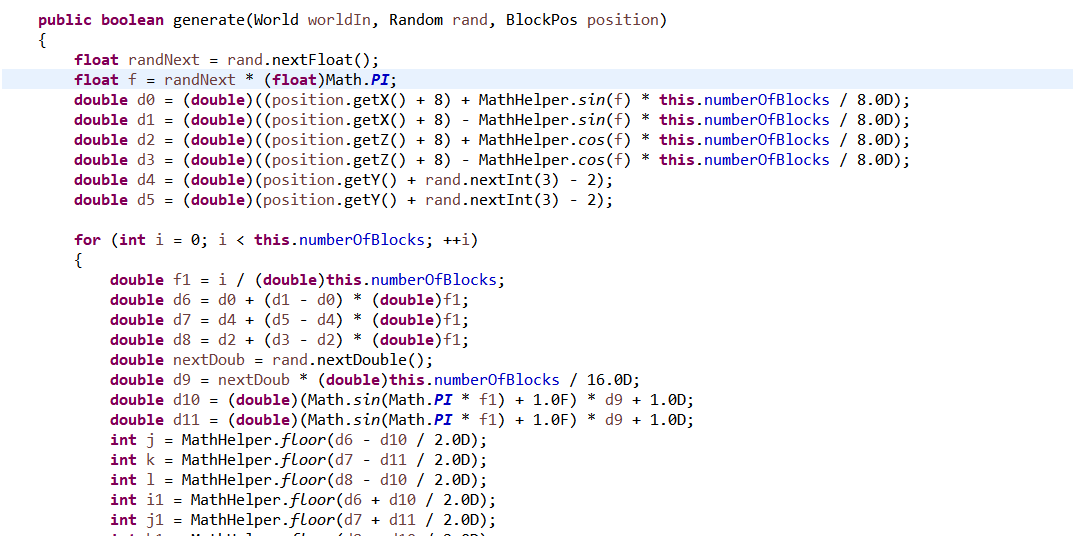 public boolean generate(World worldIn, Random rand, BlockPos position)
{
float randNext = rand.nextFloat();
float f = randNext * (float)Math.PI;
double d0 = (double)((position.getX() + 8) + MathHelper.sin(f) * this.numberOfBlocks / 8.0D);
double d1 = (double)((position.getX() + 8) - MathHelper.sin(f) * this.numberOfBlocks / 8.0D);
double d2 = (double)((position.getZ() + 8) + MathHelper.cos(f) * this.numberOfBlocks / 8.0D);
double d3 = (double)((position.getZ() + 8) - MathHelper.cos(f) * this.numberOfBlocks / 8.0D);
double d4 = (double)(position.getY() + rand.nextInt(3) - 2);
double d5 = (double)(position.getY() + rand.nextInt(3) - 2);
for (int i = 0; i < this.numberOfBlocks; ++i)
{
double f1 = i / (double)this.numberOfBlocks;
double d6 = d0 + (d1 - d0) * (double)f1;
double d7 = d4 + (d5 - d4) * (double)f1;
double d8 = d2 + (d3 - d2) * (double)f1;
double nextDoub = rand.nextDouble();
double d9 = nextDoub * (double)this.numberOfBlocks / 16.0D;
double d10 = (double)(Math.sin(Math.PI * f1) + 1.0F) * d9 + 1.0D;
double d11 = (double)(Math.sin(Math.PI * f1) + 1.0F) * d9 + 1.0D;
int j = MathHelper.floor(d6 - d10 / 2.0D);
int k = MathHelper.floor(d7 - d11 / 2.0D);
int l = MathHelper.floor(d8 - d10 / 2.0D);
int i1 = MathHelper.floor(d6 + d10 / 2.0D);
int j1 = MathHelper.floor(d7 + d11 / 2.0D);